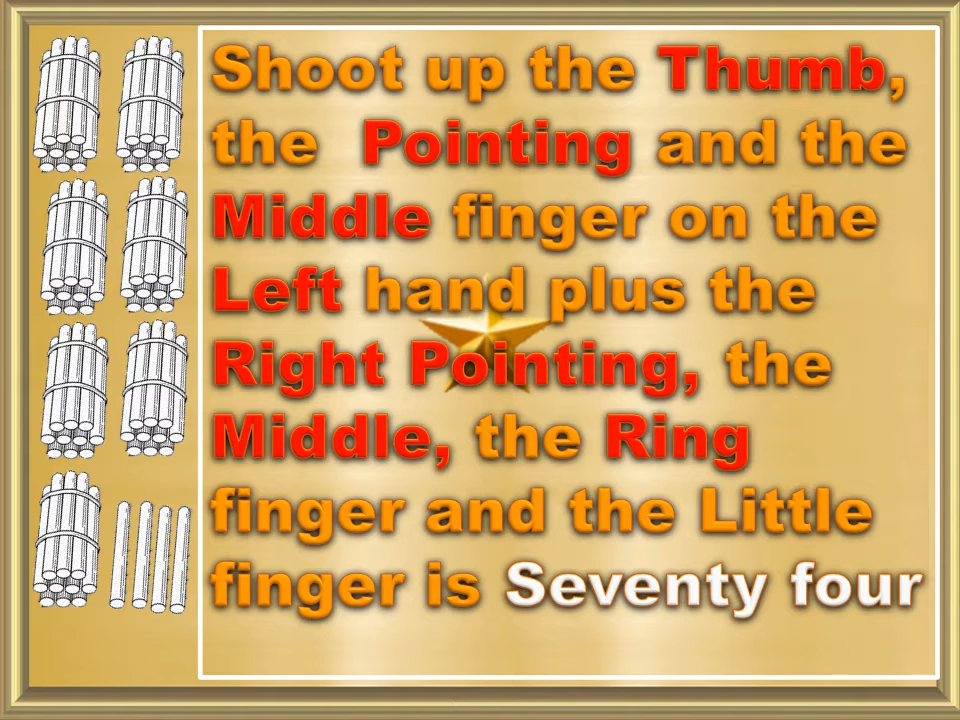 Shoot up the Thumb,
the Pointing and the
Middle finger on the
Left hand plus the
Right Pointing, the
Middle, the Ring
finger and the Little
finger is Seventy four